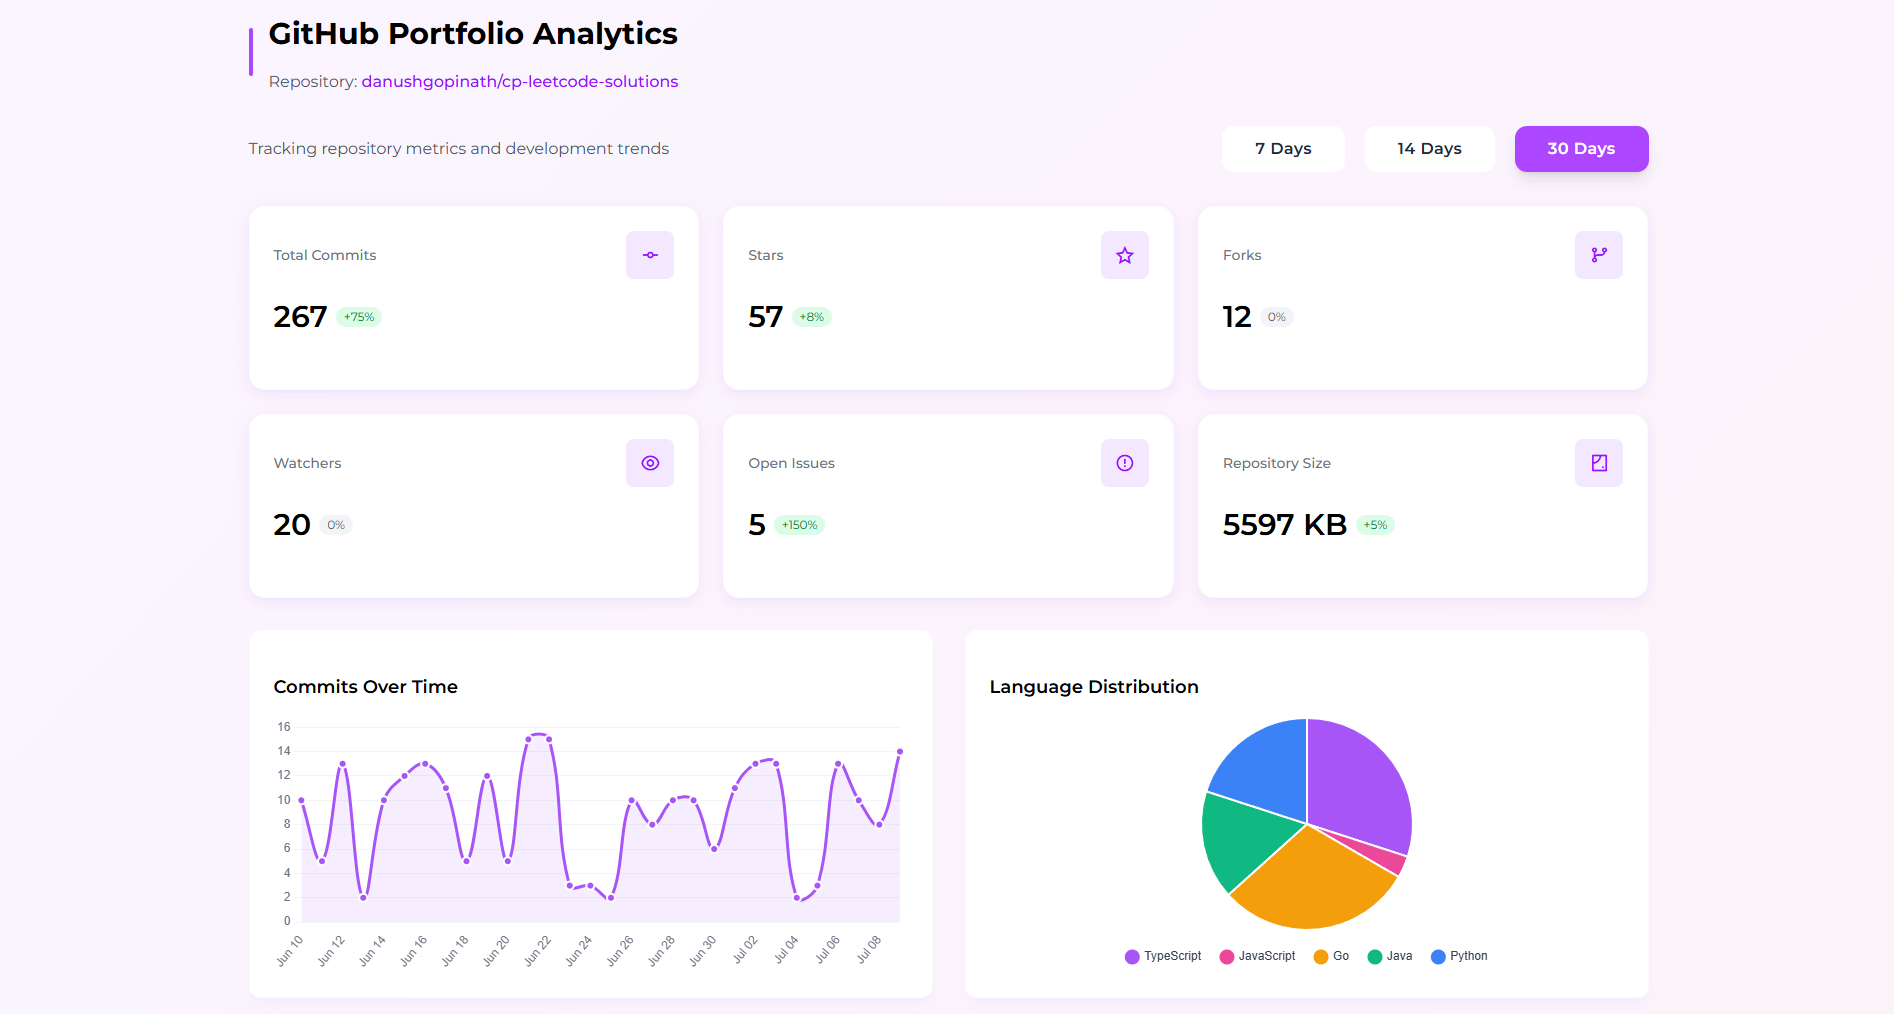 GitHub Portfolio Analytics
Repository: danushgopinath/cp-leetcode-solutions
Tracking repository metrics and development trends
7 Days
14 Days
30 Days
Total Commits
267 +75%
Stars
57 +8%
Forks
12 0%
Watchers
20 0%
Open Issues
5 +150%
Repository Size
5597 KB +5%
Commits Over Time
16
14
12
10
8
6
4
2
0
Jun 10
Jun 12
Jun 14
Jun 16
Jun 18
Jun 20
Jun 22
Jun 24
Jun 26
Jun 28
Jun 30
Jul 02
Jul 04
Jul 06
Jul 08
Language Distribution
TypeScript
JavaScript
Go
Java
Python